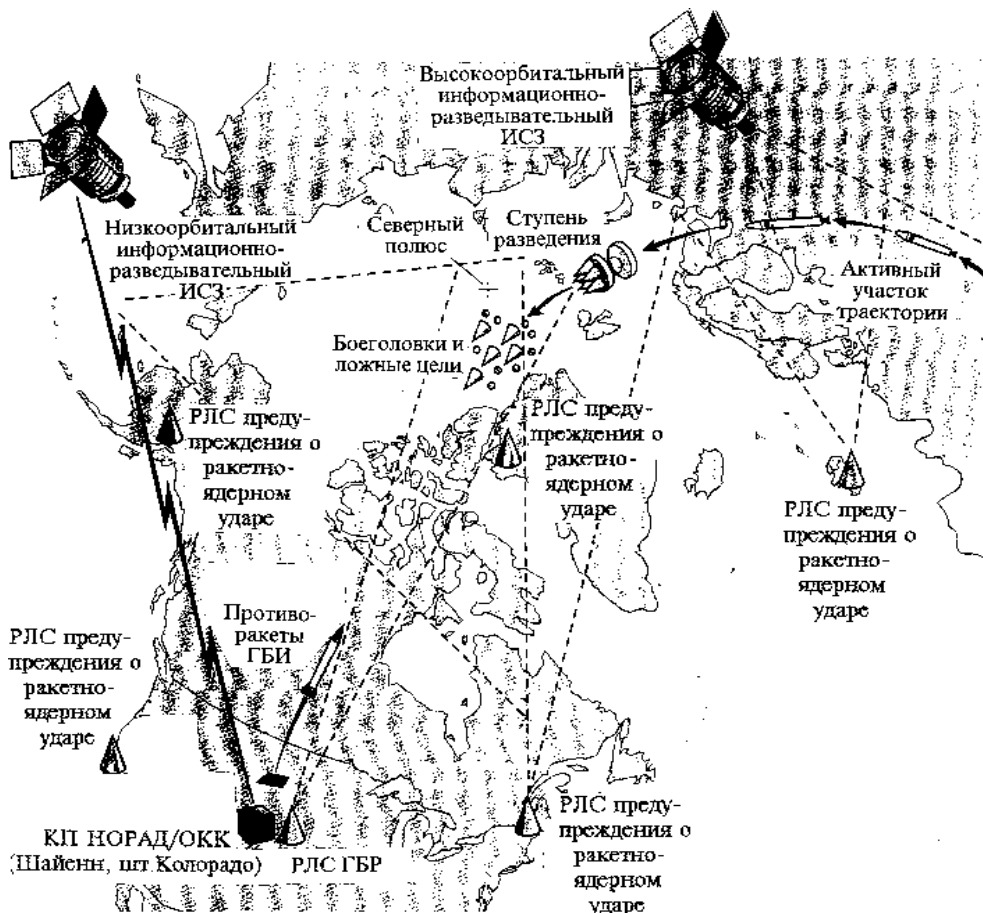 Высокоорбитальный
информационно-
разведывательный
ИСЗ
Низкоорбитальный
информационно-
разведывательный
ИСЗ
Северный
полюс
Ступень
разведения
Активный
участок
траектории
Боеголовки и
ложные цели
РЛС преду-
преждения о
ракетно-
ядерном
ударе
РЛС преду-
преждения о
ракетно-
ядерном
ударе
РЛС преду-
преждения о
ракетно-
ядерном
ударе
Противо-
ракеты
ГБИ
РЛС преду-
преждения о
ракетно-
ядерном
ударе
КП НОРАД/ОКК
(Шайенн, шт.Колорадо)
РЛС ГБР
РЛС преду-
преждения о
ракетно-
ядерном
ударе